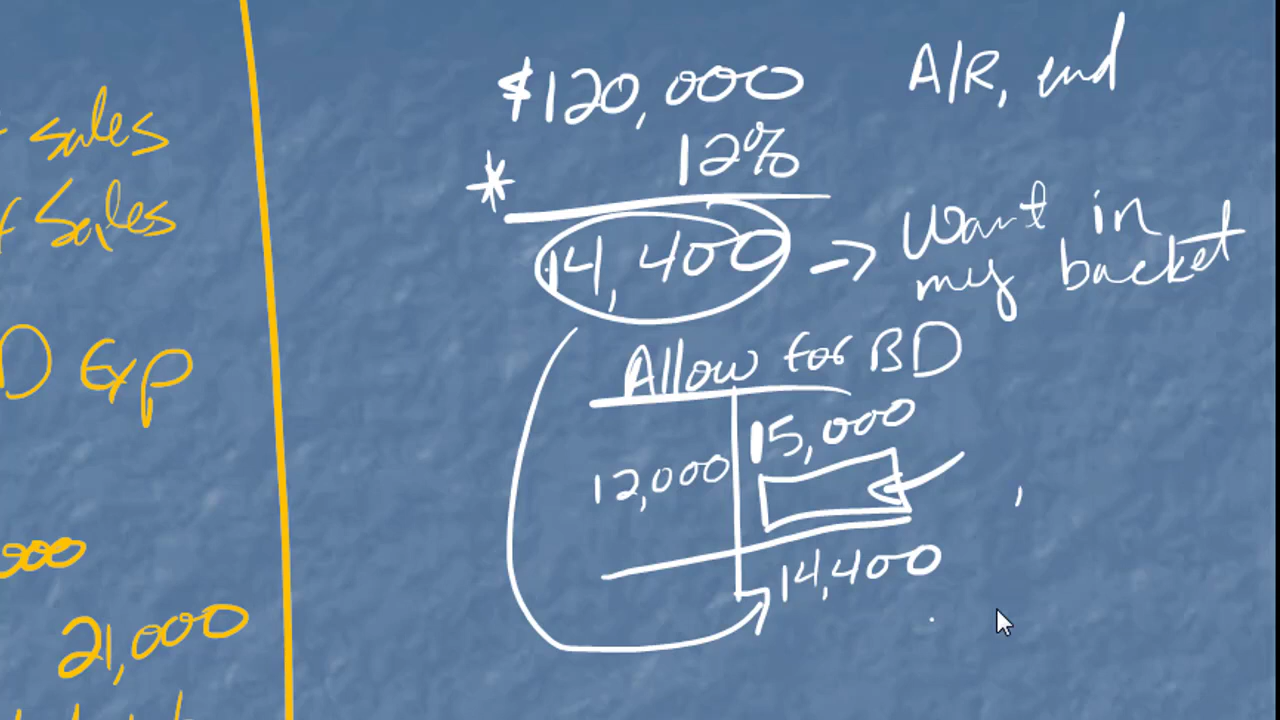 sales
Sales
Exp
000
21,000
$120,000 A/R, end
* 12%
14,400 -> Want in
my bucket
Allow for BD
15,000
12,000
14,400